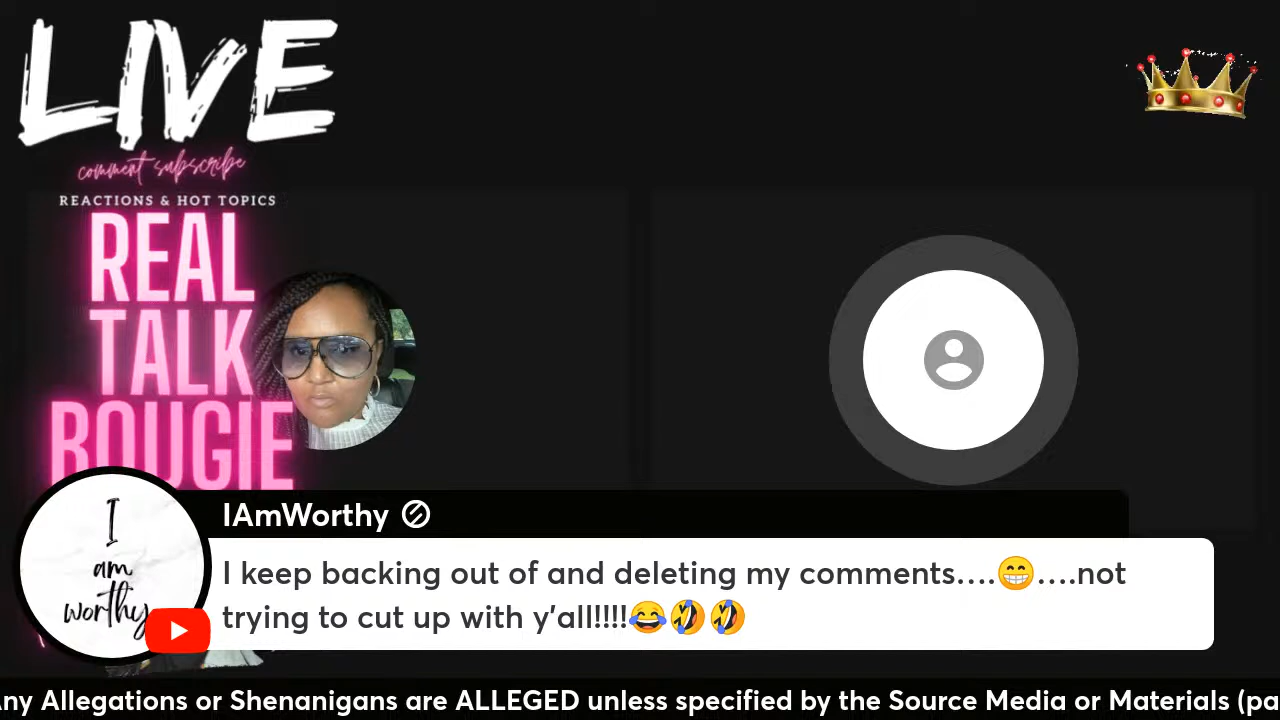 LIVE
comment subscribe
REACTIONS & HOT TOPICS
REAL
TALK
BOUGIE
I
am
worthy
IAmWorthy
I keep backing out of and deleting my comments....😁....not
trying to cut up with y'all!!!!😂🤣🤣
ny Allegations or Shenanigans are ALLEGED unless specified by the Source Media or Materials (pa